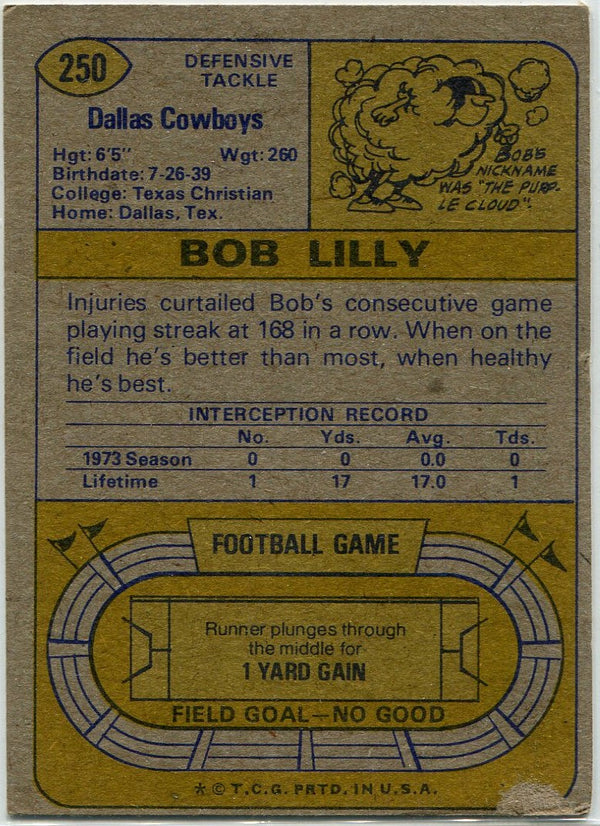 250
DEFENSIVE
TACKLE
Dallas Cowboys
Hgt: 6'5" Wgt: 260
Birthdate: 7-26-39
College: Texas Christian
Home: Dallas, Tex.
BOB'S
NICKNAME
WAS "THE PURP-
LE CLOUD".
BOB LILLY
Injuries curtailed Bob's consecutive game
playing streak at 168 in a row. When on the
field he's better than most, when healthy
he's best.
INTERCEPTION RECORD
No. Yds. Avg. Tds.
1973 Season 0 0 0.0 0
Lifetime 1 17 17.0 1
FOOTBALL GAME
Runner plunges through
the middle for
1 YARD GAIN
FIELD GOAL—NO GOOD
* © T.C.G. PRTD. IN U.S.A.